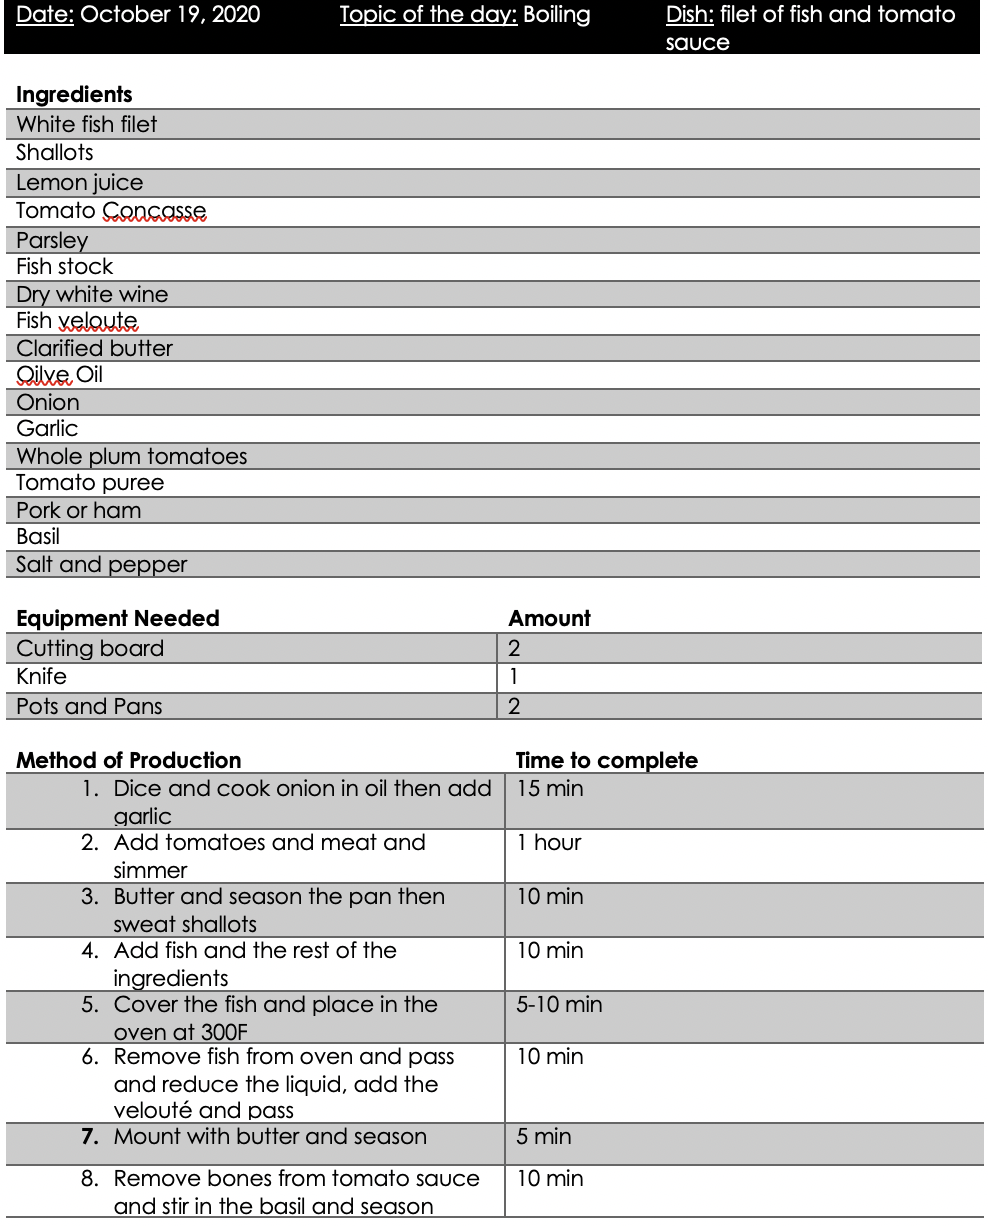 Date: October 19, 2020 Topic of the day: Boiling Dish: filet of fish and tomato
sauce
Ingredients
White fish filet
Shallots
Lemon juice
Tomato Concasse
Parsley
Fish stock
Dry white wine
Fish veloute
Clarified butter
Oilve Oil
Onion
Garlic
Whole plum tomatoes
Tomato puree
Pork or ham
Basil
Salt and pepper
Equipment Needed Amount
Cutting board 2
Knife 1
Pots and Pans 2
Method of Production Time to complete
1. Dice and cook onion in oil then add 15 min
garlic
2. Add tomatoes and meat and 1 hour
simmer
3. Butter and season the pan then 10 min
sweat shallots
4. Add fish and the rest of the 10 min
ingredients
5. Cover the fish and place in the 5-10 min
oven at 300F
6. Remove fish from oven and pass 10 min
and reduce the liquid, add the
velouté and pass
7. Mount with butter and season 5 min
8. Remove bones from tomato sauce 10 min
and stir in the basil and season